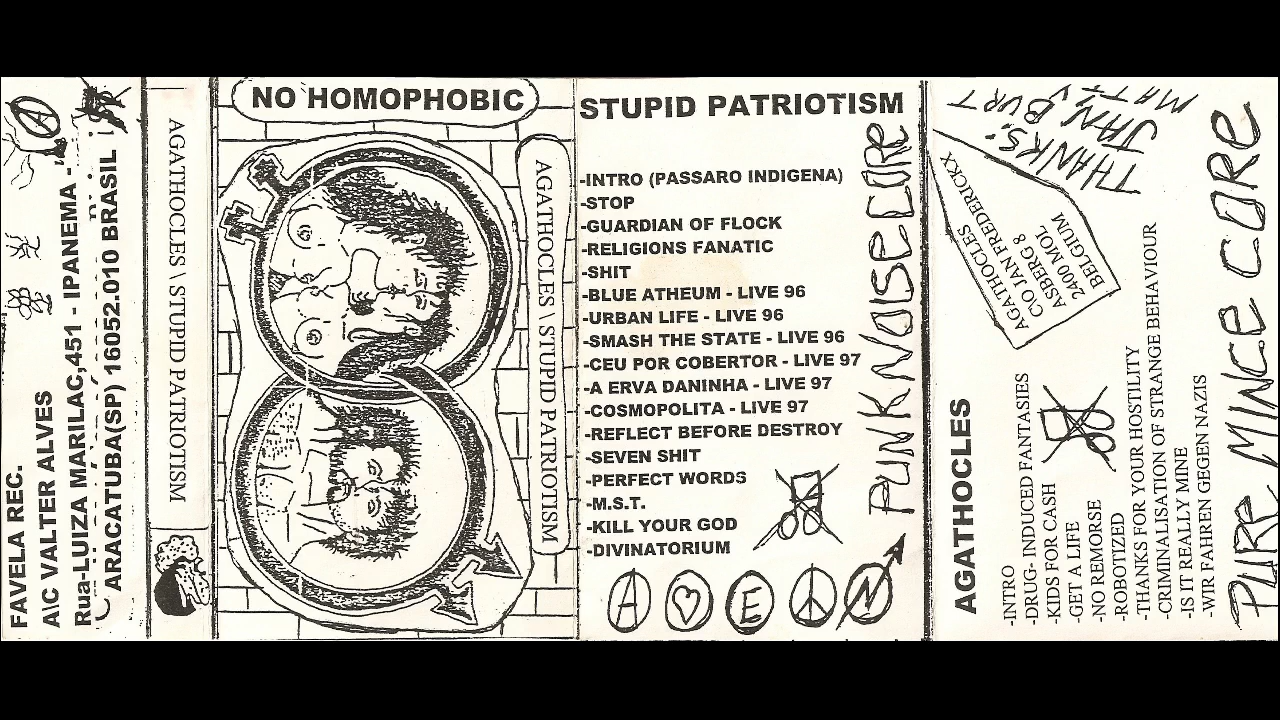 FAVELA REC.
A\C VALTER ALVES
Rua-LUIZA MARILAC,451 - IPANEMA -
ARACATUBA(SP) 16052.010 BRASIL
AGATHOCLES \ STUPID PATRIOTISM
NO HOMOPHOBIC
AGATHOCLES \ STUPID PATRIOTISM
STUPID PATRIOTISM
-INTRO (PASSARO INDIGENA)
-STOP
-GUARDIAN OF FLOCK
-RELIGIONS FANATIC
-SHIT
-BLUE ATHEUM - LIVE 96
-URBAN LIFE - LIVE 96
-SMASH THE STATE - LIVE 96
-CEU POR COBERTOR - LIVE 97
-A ERVA DANINHA - LIVE 97
-COSMOPOLITA - LIVE 97
-REFLECT BEFORE DESTROY
-SEVEN SHIT
-PERFECT WORDS
-M.S.T.
-KILL YOUR GOD
-DIVINATORIUM
PUNK NOISE CORE
A E N
THANKS:
JAN, BURT
MATTY
AGATHOCLES
C\O JAN FREDERICKX
ASBERG 8
2400 MOL
BELGIUM
AGATHOCLES
-INTRO
-DRUG- INDUCED FANTASIES
-KIDS FOR CASH
-GET A LIFE
-NO REMORSE
-ROBOTIZED
-THANKS FOR YOUR HOSTILITY
-CRIMINALISATION OF STRANGE BEHAVIOUR
-IS IT REALLY MINE
-WIR FAHREN GEGEN NAZIS
PURE MINCE CORE